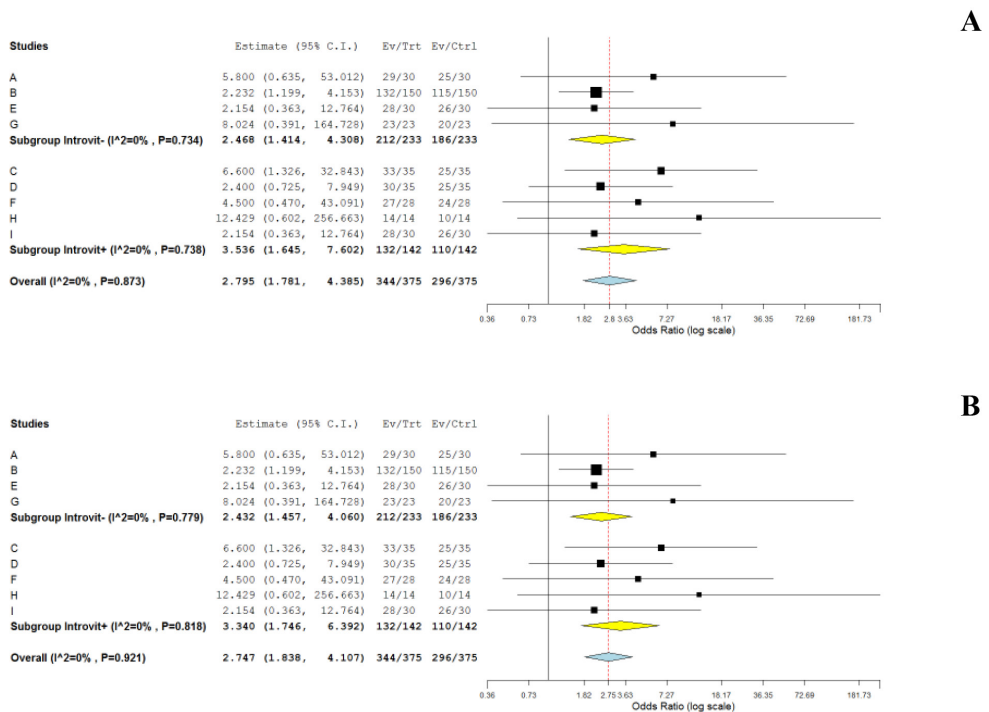 A
Studies Estimate (95% C.I.) Ev/Trt Ev/Ctrl
A 5.800 (0.635, 53.012) 29/30 25/30
B 2.232 (1.199, 4.153) 132/150 115/150
E 2.154 (0.363, 12.764) 28/30 26/30
G 8.024 (0.391, 164.728) 23/23 20/23
Subgroup Introvit- (I^2=0% , P=0.734) 2.468 (1.414, 4.308) 212/233 186/233
C 6.600 (1.326, 32.843) 33/35 25/35
D 2.400 (0.725, 7.949) 30/35 25/35
F 4.500 (0.470, 43.091) 27/28 24/28
H 12.429 (0.602, 256.663) 14/14 10/14
I 2.154 (0.363, 12.764) 28/30 26/30
Subgroup Introvit+ (I^2=0% , P=0.738) 3.536 (1.645, 7.602) 132/142 110/142
Overall (I^2=0% , P=0.873) 2.795 (1.781, 4.385) 344/375 296/375
0.36 0.73 1.82 2.8 3.63 7.27 18.17 36.35 72.69 181.73
Odds Ratio (log scale)
B
Studies Estimate (95% C.I.) Ev/Trt Ev/Ctrl
A 5.800 (0.635, 53.012) 29/30 25/30
B 2.232 (1.199, 4.153) 132/150 115/150
E 2.154 (0.363, 12.764) 28/30 26/30
G 8.024 (0.391, 164.728) 23/23 20/23
Subgroup Introvit- (I^2=0% , P=0.779) 2.432 (1.457, 4.060) 212/233 186/233
C 6.600 (1.326, 32.843) 33/35 25/35
D 2.400 (0.725, 7.949) 30/35 25/35
F 4.500 (0.470, 43.091) 27/28 24/28
H 12.429 (0.602, 256.663) 14/14 10/14
I 2.154 (0.363, 12.764) 28/30 26/30
Subgroup Introvit+ (I^2=0% , P=0.818) 3.340 (1.746, 6.392) 132/142 110/142
Overall (I^2=0% , P=0.921) 2.747 (1.838, 4.107) 344/375 296/375
0.36 0.73 1.82 2.75 3.63 7.27 18.17 36.35 72.69 181.73
Odds Ratio (log scale)